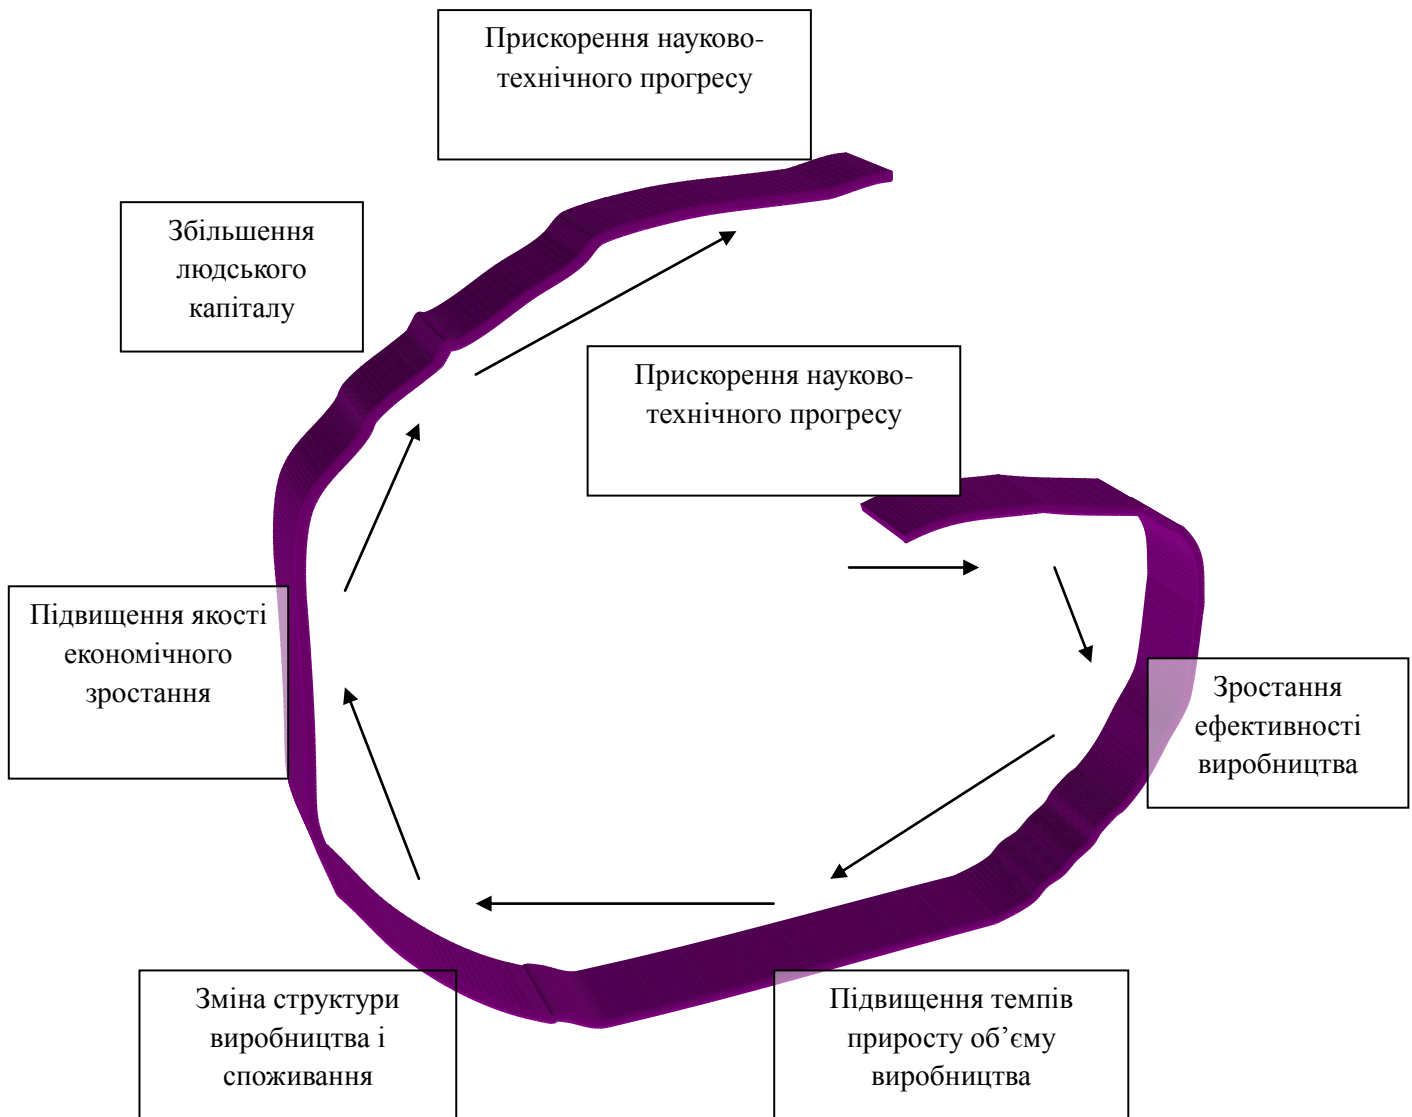 Прискорення науково-
технічного прогресу
Збільшення
людського
капіталу
Прискорення науково-
технічного прогресу
Підвищення якості
економічного
зростання
Зростання
ефективності
виробництва
Зміна структури
виробництва і
споживання
Підвищення темпів
приросту об’єму
виробництва